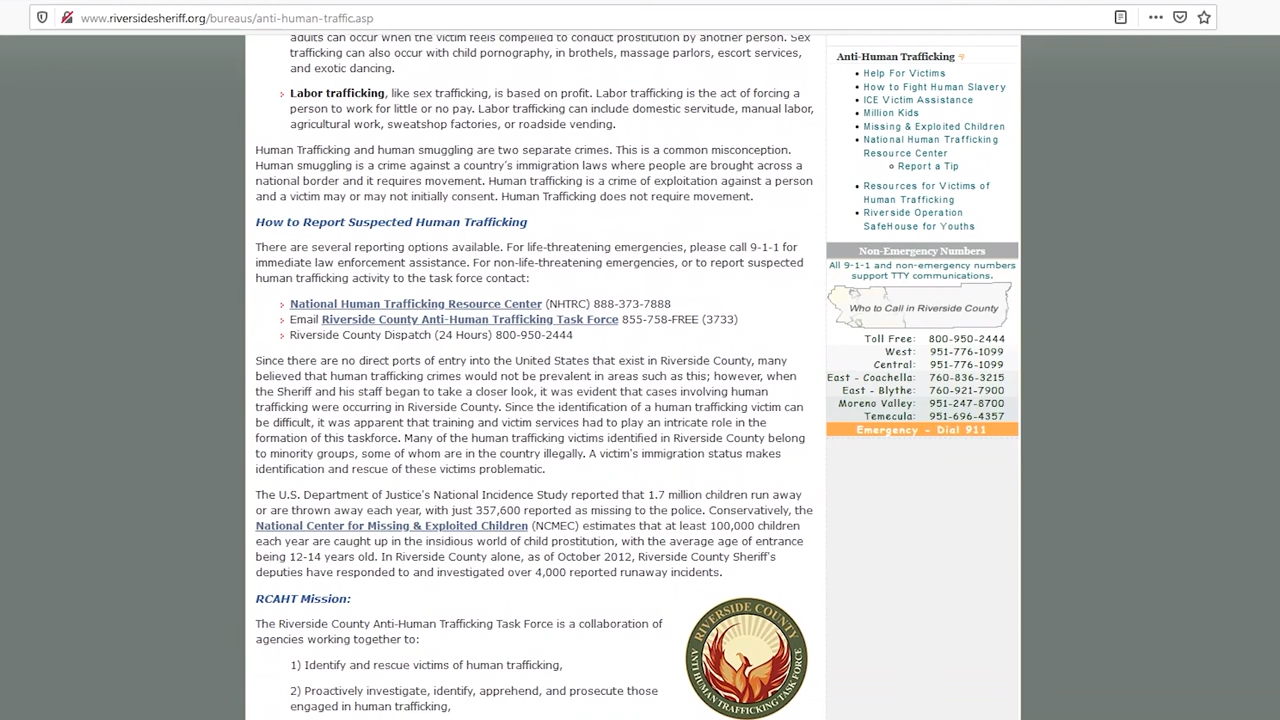 www.riversidesheriff.org/bureaus/anti-human-traffic.asp
adults can occur when the victim feels compelled to conduct prostitution by another person. Sex
trafficking can also occur with child pornography, in brothels, massage parlors, escort services,
and exotic dancing.
Labor trafficking, like sex trafficking, is based on profit. Labor trafficking is the act of forcing a
person to work for little or no pay. Labor trafficking can include domestic servitude, manual labor,
agricultural work, sweatshop factories, or roadside vending.
Human Trafficking and human smuggling are two separate crimes. This is a common misconception.
Human smuggling is a crime against a country's immigration laws where people are brought across a
national border and it requires movement. Human trafficking is a crime of exploitation against a person
and a victim may or may not initially consent. Human Trafficking does not require movement.
How to Report Suspected Human Trafficking
There are several reporting options available. For life-threatening emergencies, please call 9-1-1 for
immediate law enforcement assistance. For non-life-threatening emergencies, or to report suspected
human trafficking activity to the task force contact:
National Human Trafficking Resource Center (NHTRC) 888-373-7888
Email Riverside County Anti-Human Trafficking Task Force 855-758-FREE (3733)
Riverside County Dispatch (24 Hours) 800-950-2444
Since there are no direct ports of entry into the United States that exist in Riverside County, many
believed that human trafficking crimes would not be prevalent in areas such as this; however, when
the Sheriff and his staff began to take a closer look, it was evident that cases involving human
trafficking were occurring in Riverside County. Since the identification of a human trafficking victim can
be difficult, it was apparent that training and victim services had to play an intricate role in the
formation of this taskforce. Many of the human trafficking victims identified in Riverside County belong
to minority groups, some of whom are in the country illegally. A victim's immigration status makes
identification and rescue of these victims problematic.
The U.S. Department of Justice's National Incidence Study reported that 1.7 million children run away
or are thrown away each year, with just 357,600 reported as missing to the police. Conservatively, the
National Center for Missing & Exploited Children (NCMEC) estimates that at least 100,000 children
each year are caught up in the insidious world of child prostitution, with the average age of entrance
being 12-14 years old. In Riverside County alone, as of October 2012, Riverside County Sheriff's
deputies have responded to and investigated over 4,000 reported runaway incidents.
RCAHT Mission:
The Riverside County Anti-Human Trafficking Task Force is a collaboration of
agencies working together to:
1) Identify and rescue victims of human trafficking,
2) Proactively investigate, identify, apprehend, and prosecute those
engaged in human trafficking,
RIVERSIDE COUNTY
ANTI HUMAN TRAFFICKING TASK FORCE
Anti-Human Trafficking
Help For Victims
How to Fight Human Slavery
ICE Victim Assistance
Million Kids
Missing & Exploited Children
National Human Trafficking
Resource Center
Report a Tip
Resources for Victims of
Human Trafficking
Riverside Operation
SafeHouse for Youths
Non-Emergency Numbers
All 9-1-1 and non-emergency numbers
support TTY communications.
Who to Call in Riverside County
Toll Free: 800-950-2444
West: 951-776-1099
Central: 951-776-1099
East - Coachella: 760-836-3215
East - Blythe: 760-921-7900
Moreno Valley: 951-247-8700
Temecula: 951-696-4357
Emergency - Dial 911